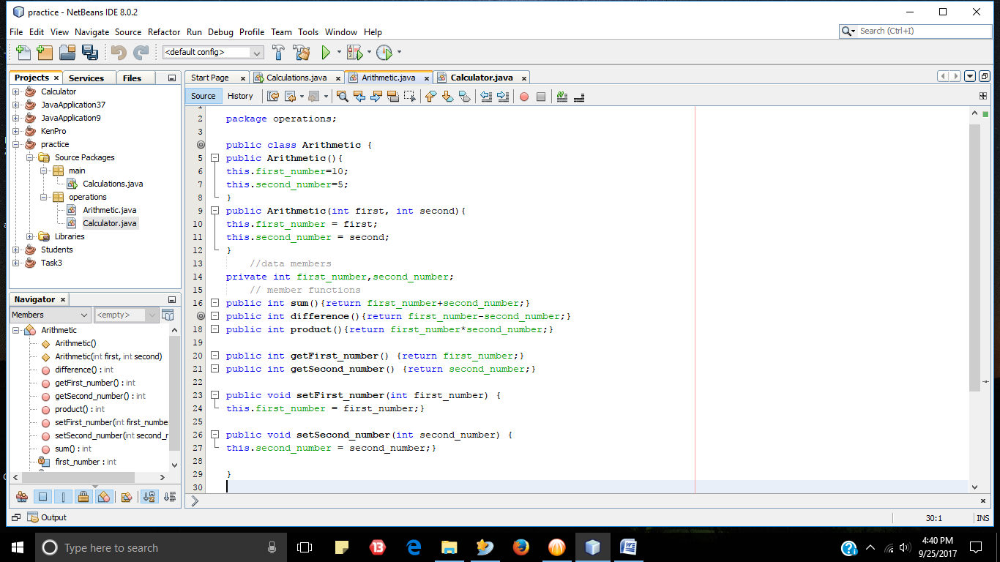 practice - NetBeans IDE 8.0.2
File Edit View Navigate Source Refactor Run Debug Profile Team Tools Window Help
Search (Ctrl+I)
<default config>
Projects Services Files
Calculator
JavaApplication37
JavaApplication9
KenPro
practice
Source Packages
main
Calculations.java
operations
Arithmetic.java
Calculator.java
Libraries
Students
Task3
Navigator
Members <empty>
Arithmetic
Arithmetic()
Arithmetic(int first, int second)
difference() : int
getFirst_number() : int
getSecond_number() : int
product() : int
setFirst_number(int first_numbe
setSecond_number(int second_r
sum() : int
first_number : int
Start Page Calculations.java Arithmetic.java Calculator.java
Source History
1
2 package operations;
3
public class Arithmetic {
5 public Arithmetic(){
6 this.first_number=10;
7 this.second_number=5;
8 }
9 public Arithmetic(int first, int second){
10 this.first_number = first;
11 this.second_number = second;
12 }
13 //data members
14 private int first_number,second_number;
15 // member functions
16 public int sum(){return first_number+second_number;}
public int difference(){return first_number-second_number;}
18 public int product(){return first_number*second_number;}
19
20 public int getFirst_number() {return first_number;}
21 public int getSecond_number() {return second_number;}
22
23 public void setFirst_number(int first_number) {
24 this.first_number = first_number;}
25
26 public void setSecond_number(int second_number) {
27 this.second_number = second_number;}
28
29 }
30
Output
30:1 INS
Type here to search
13
4:40 PM
9/25/2017